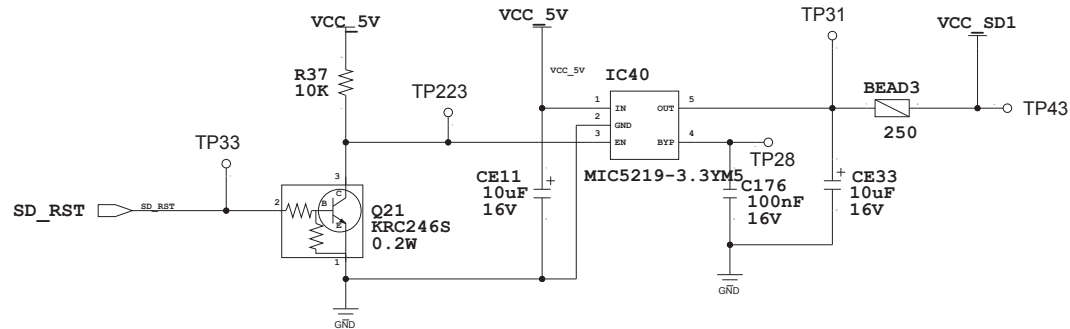 VCC_5V
VCC_5V
TP31
VCC_SD1
R37
10K
VCC_5V
IC40
TP223
BEAD3
1
IN
OUT
5
TP43
2
GND
3
EN
BYP
4
250
TP33
TP28
MIC5219-3.3YM5
3
C
CE11
10uF
16V
+
C176
100nF
16V
+
CE33
10uF
16V
SD_RST
SD_RST
2
B
E
Q21
KRC246S
0.2W
1
GND
GND